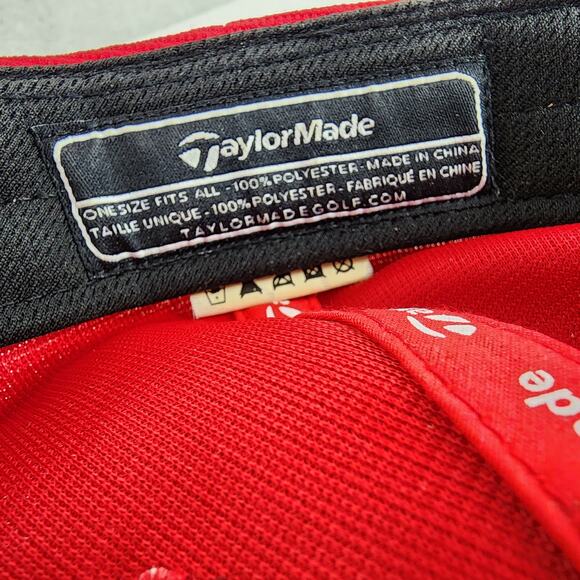 TaylorMade
ONE SIZE FITS ALL - 100% POLYESTER - MADE IN CHINA
TAILLE UNIQUE - 100% POLYESTER - FABRIQUÉ EN CHINE
TAYLORMADEGOLF.COM